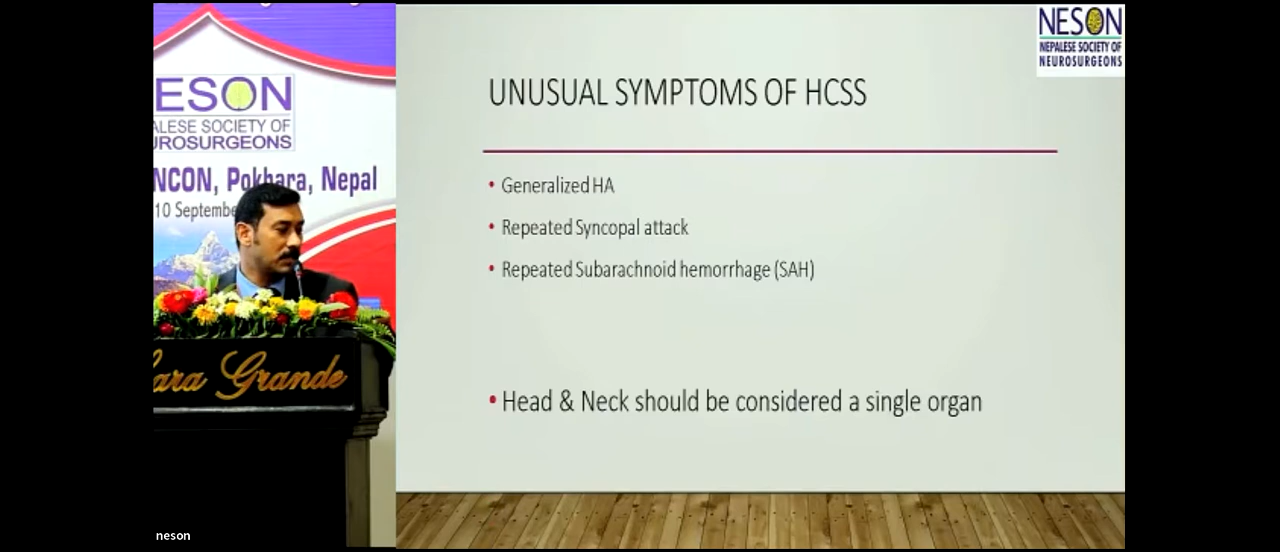 ESON
ALESE SOCIETY OF
UROSURGEONS
NCON, Pokhara, Nepal
10 Septembe
ara Grande
neson
NESON
NEPALESE SOCIETY OF
NEUROSURGEONS
UNUSUAL SYMPTOMS OF HCSS
• Generalized HA
• Repeated Syncopal attack
• Repeated Subarachnoid hemorrhage (SAH)
• Head & Neck should be considered a single organ